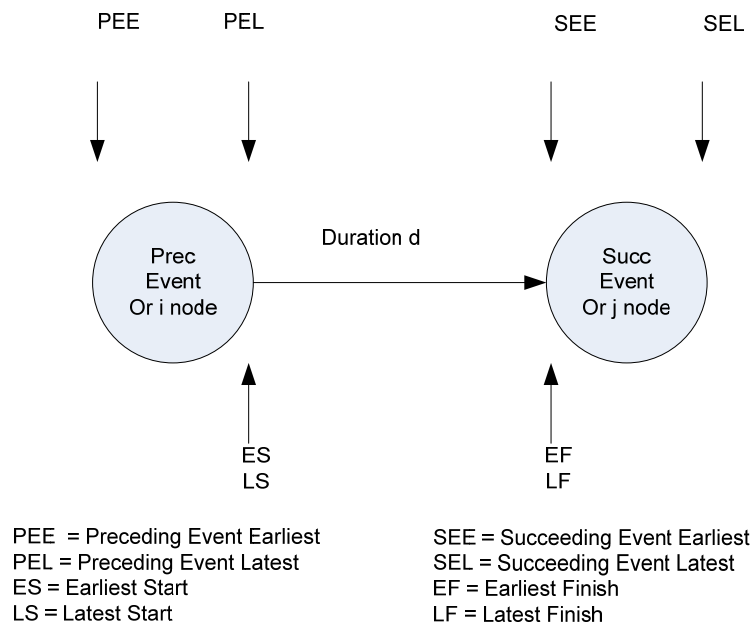 PEE PEL SEE SEL
Duration d
Prec
Event
Or i node
Succ
Event
Or j node
ES
LS
EF
LF
PEE = Preceding Event Earliest
PEL = Preceding Event Latest
ES = Earliest Start
LS = Latest Start
SEE = Succeeding Event Earliest
SEL = Succeeding Event Latest
EF = Earliest Finish
LF = Latest Finish